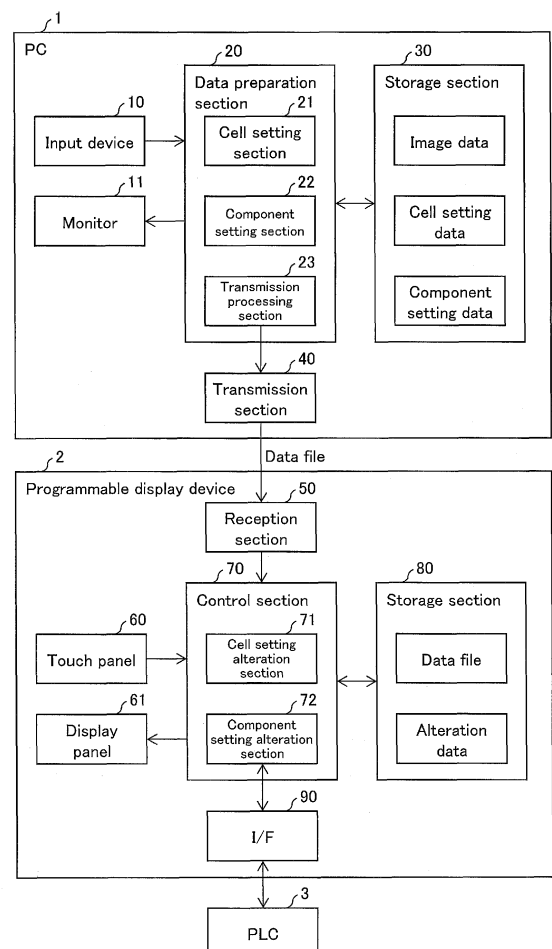 1
PC
20
30
Data preparation
section
Storage section
10
21
Input device
Cell setting
section
Image data
11
22
Monitor
Component
setting section
Cell setting
data
23
Transmission
processing
section
Component
setting data
40
Transmission
section
2
Data file
Programmable display device
50
Reception
section
70
80
Control section
Storage section
60
71
Touch panel
Cell setting
alteration
section
Data file
61
72
Display
panel
Component
setting alteration
section
Alteration
data
90
I/F
3
PLC